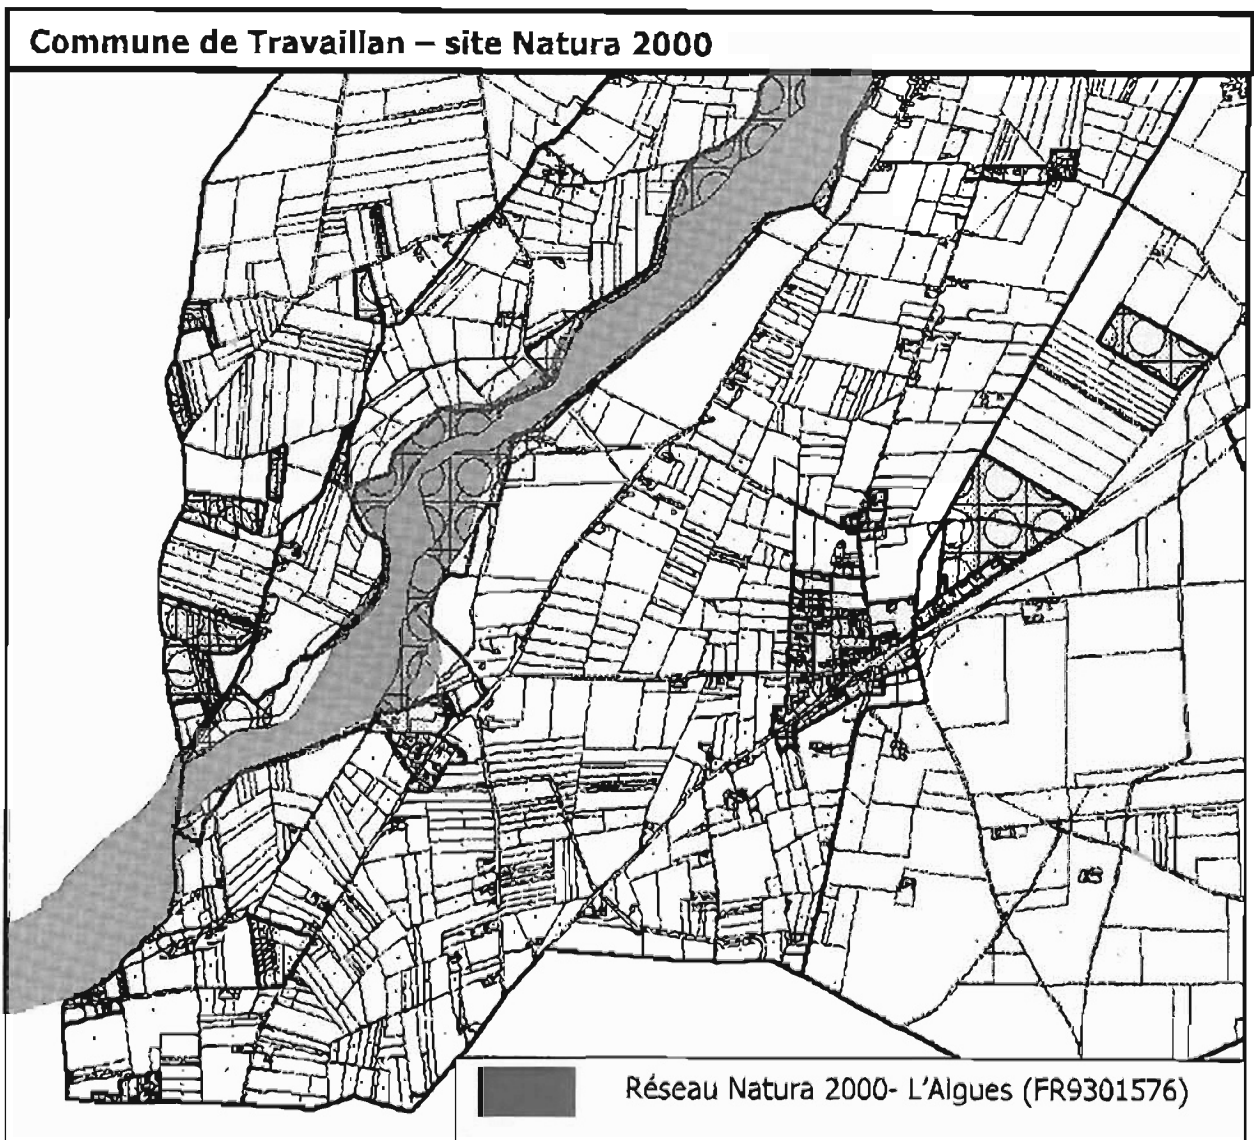 Commune de Travaillan – site Natura 2000
Réseau Natura 2000- L'Aigues (FR9301576)